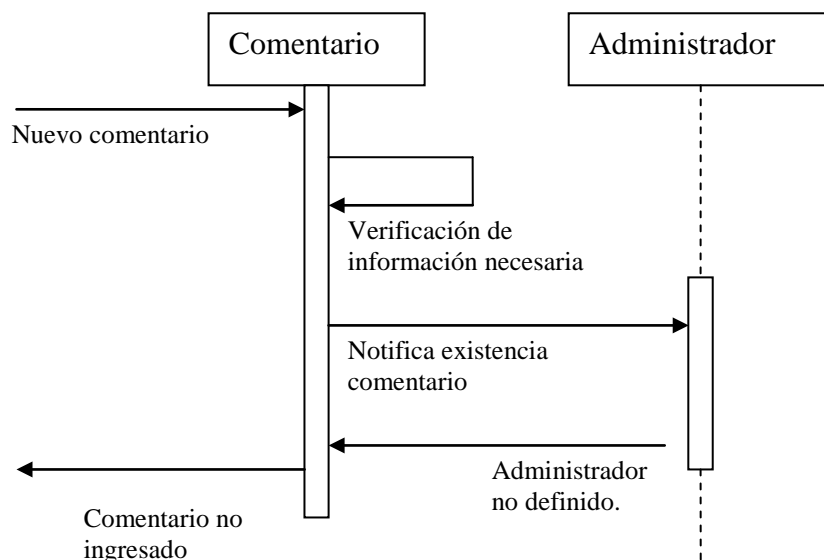 Comentario
Administrador
Nuevo comentario
Verificación de
información necesaria
Notifica existencia
comentario
Administrador
no definido.
Comentario no
ingresado